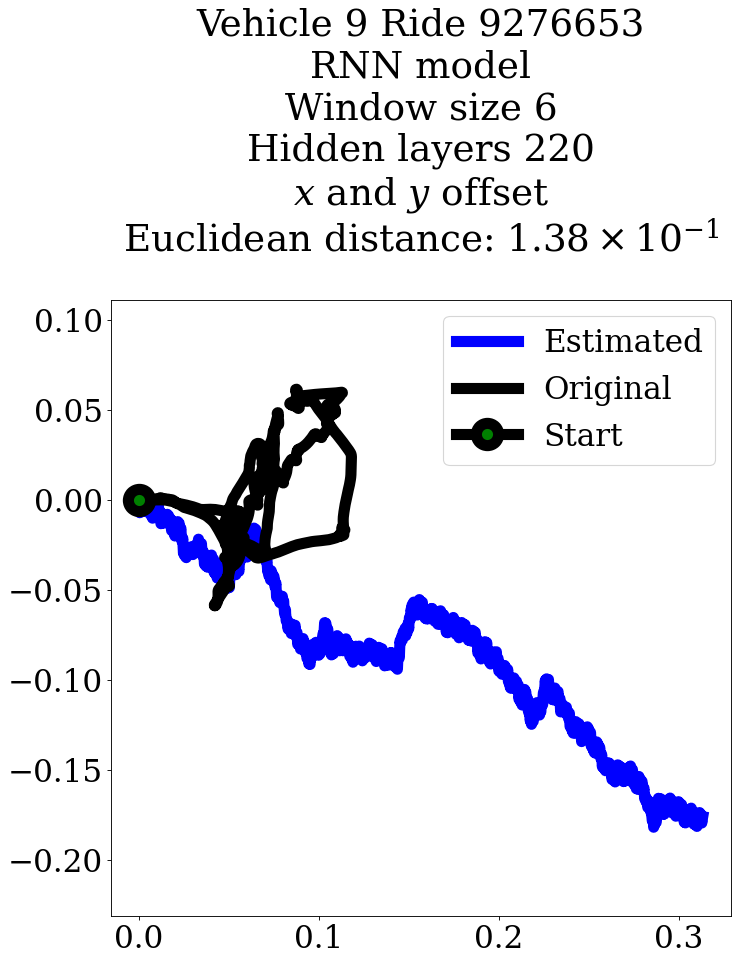 Vehicle 9 Ride 9276653
RNN model
Window size 6
Hidden layers 220
x and y offset
Euclidean distance: 1.38 × 10⁻¹
Estimated
Original
Start
0.10
0.05
0.00
−0.05
−0.10
−0.15
−0.20
0.0 0.1 0.2 0.3